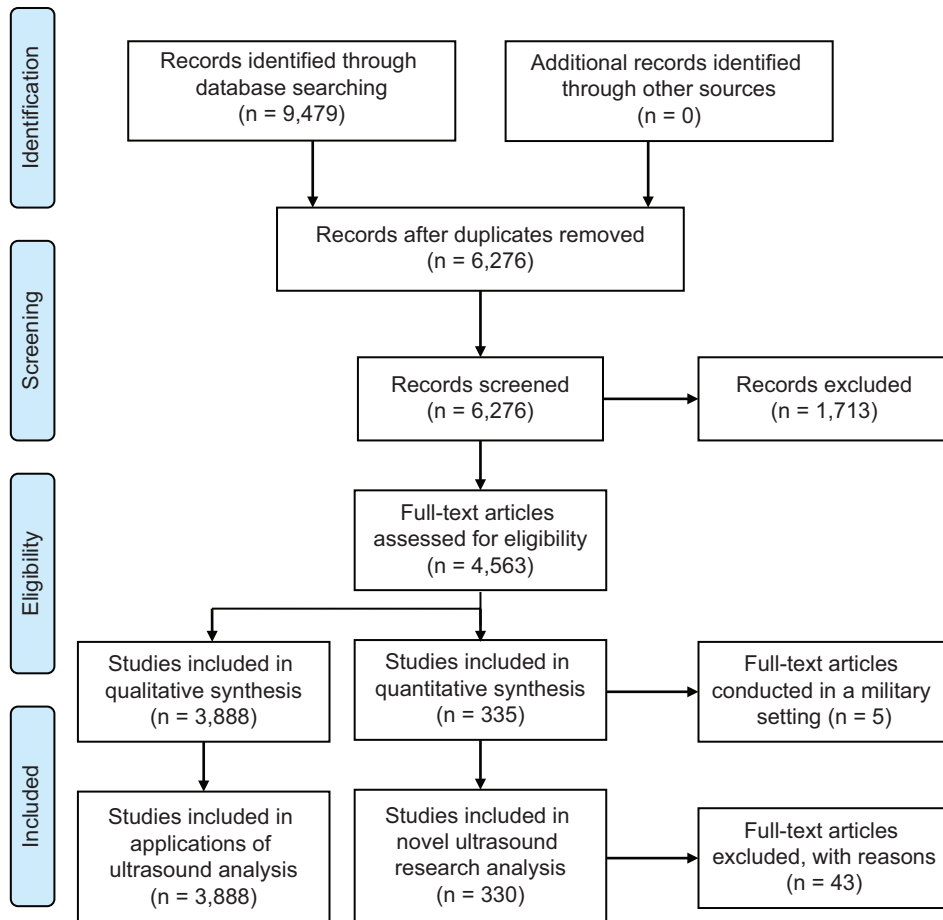 Identification
Records identified through
database searching
(n = 9,479)
Additional records identified
through other sources
(n = 0)
Records after duplicates removed
(n = 6,276)
Screening
Records screened
(n = 6,276)
Records excluded
(n = 1,713)
Eligibility
Full-text articles
assessed for eligibility
(n = 4,563)
Studies included in
qualitative synthesis
(n = 3,888)
Studies included in
quantitative synthesis
(n = 335)
Full-text articles
conducted in a military
setting (n = 5)
Included
Studies included in
applications of
ultrasound analysis
(n = 3,888)
Studies included in
novel ultrasound
research analysis
(n = 330)
Full-text articles
excluded, with reasons
(n = 43)